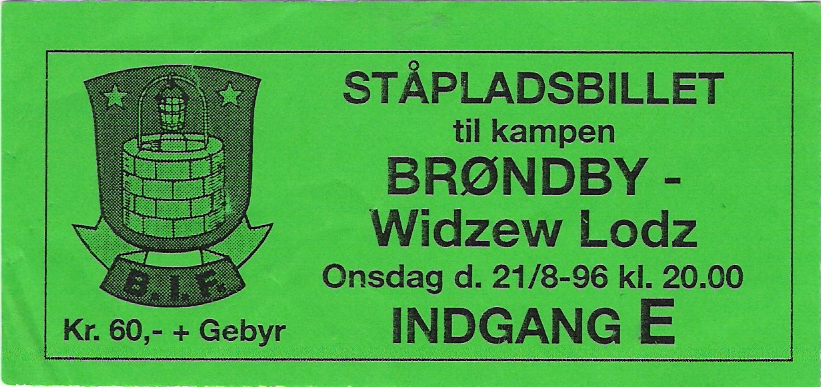 STÅPLADSBILLET
til kampen
BRØNDBY -
Widzew Lodz
Onsdag d. 21/8-96 kl. 20.00
INDGANG E
B.I.F.
Kr. 60,- + Gebyr